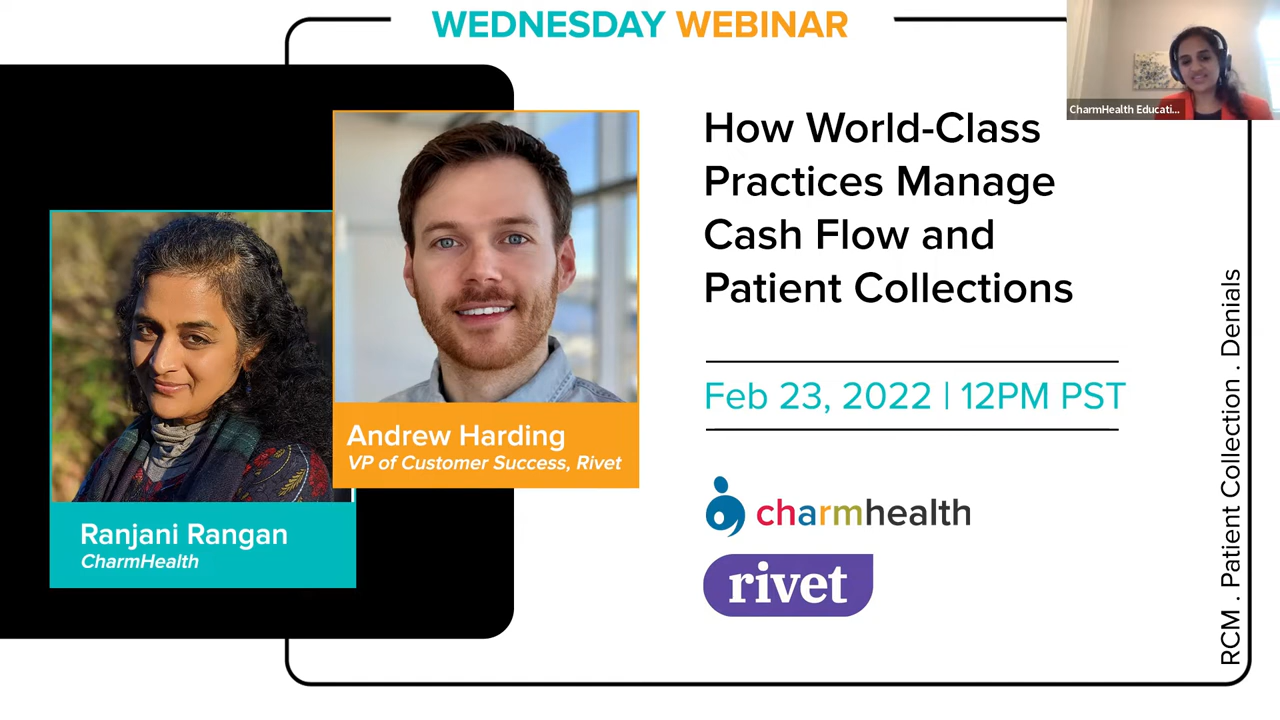 WEDNESDAY WEBINAR
CharmHealth Educati...
How World-Class
Practices Manage
Cash Flow and
Patient Collections
Feb 23, 2022 | 12PM PST
Andrew Harding
VP of Customer Success, Rivet
Ranjani Rangan
CharmHealth
charmhealth
rivet
RCM . Patient Collection . Denials